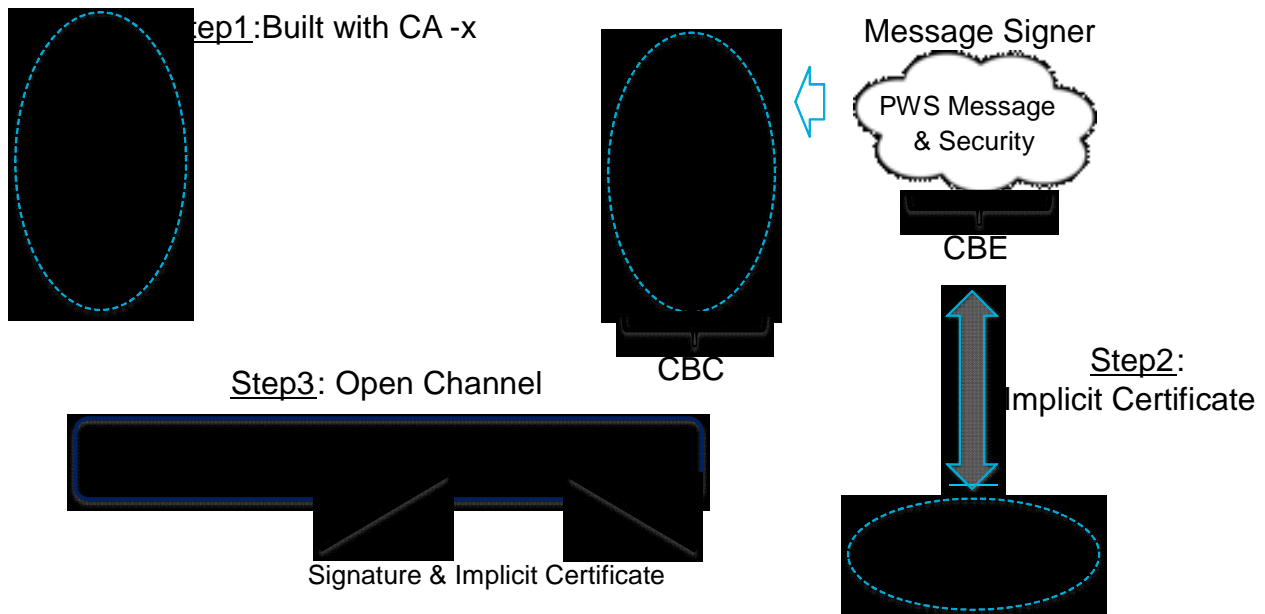 tep1:Built with CA -x
Message Signer
PWS Message
& Security
CBE
CBC
Step2:
Implicit Certificate
Step3: Open Channel
Signature & Implicit Certificate